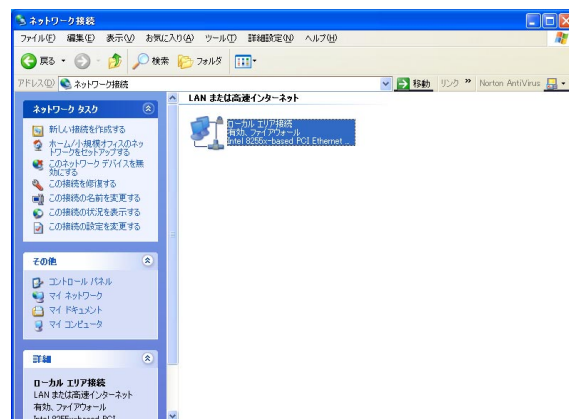 ネットワーク接続
ファイル(F) 編集(E) 表示(V) お気に入り(A) ツール(T) 詳細設定(N) ヘルプ(H)
戻る 検索 フォルダ
アドレス(D) ネットワーク接続 移動 リンク » Norton AntiVirus
ネットワーク タスク
新しい接続を作成する
ホーム/小規模オフィスのネッ
トワークをセットアップする
このネットワーク デバイスを無
効にする
この接続を修復する
この接続の名前を変更する
この接続の状況を表示する
この接続の設定を変更する
その他
コントロール パネル
マイ ネットワーク
マイ ドキュメント
マイ コンピュータ
詳細
ローカル エリア接続
LAN または高速インターネット
有効、ファイアウォール
Intel 8255x-based PCI
LAN または高速インターネット
ローカル エリア接続
有効、ファイアウォール
Intel 8255x-based PCI Ethernet ...